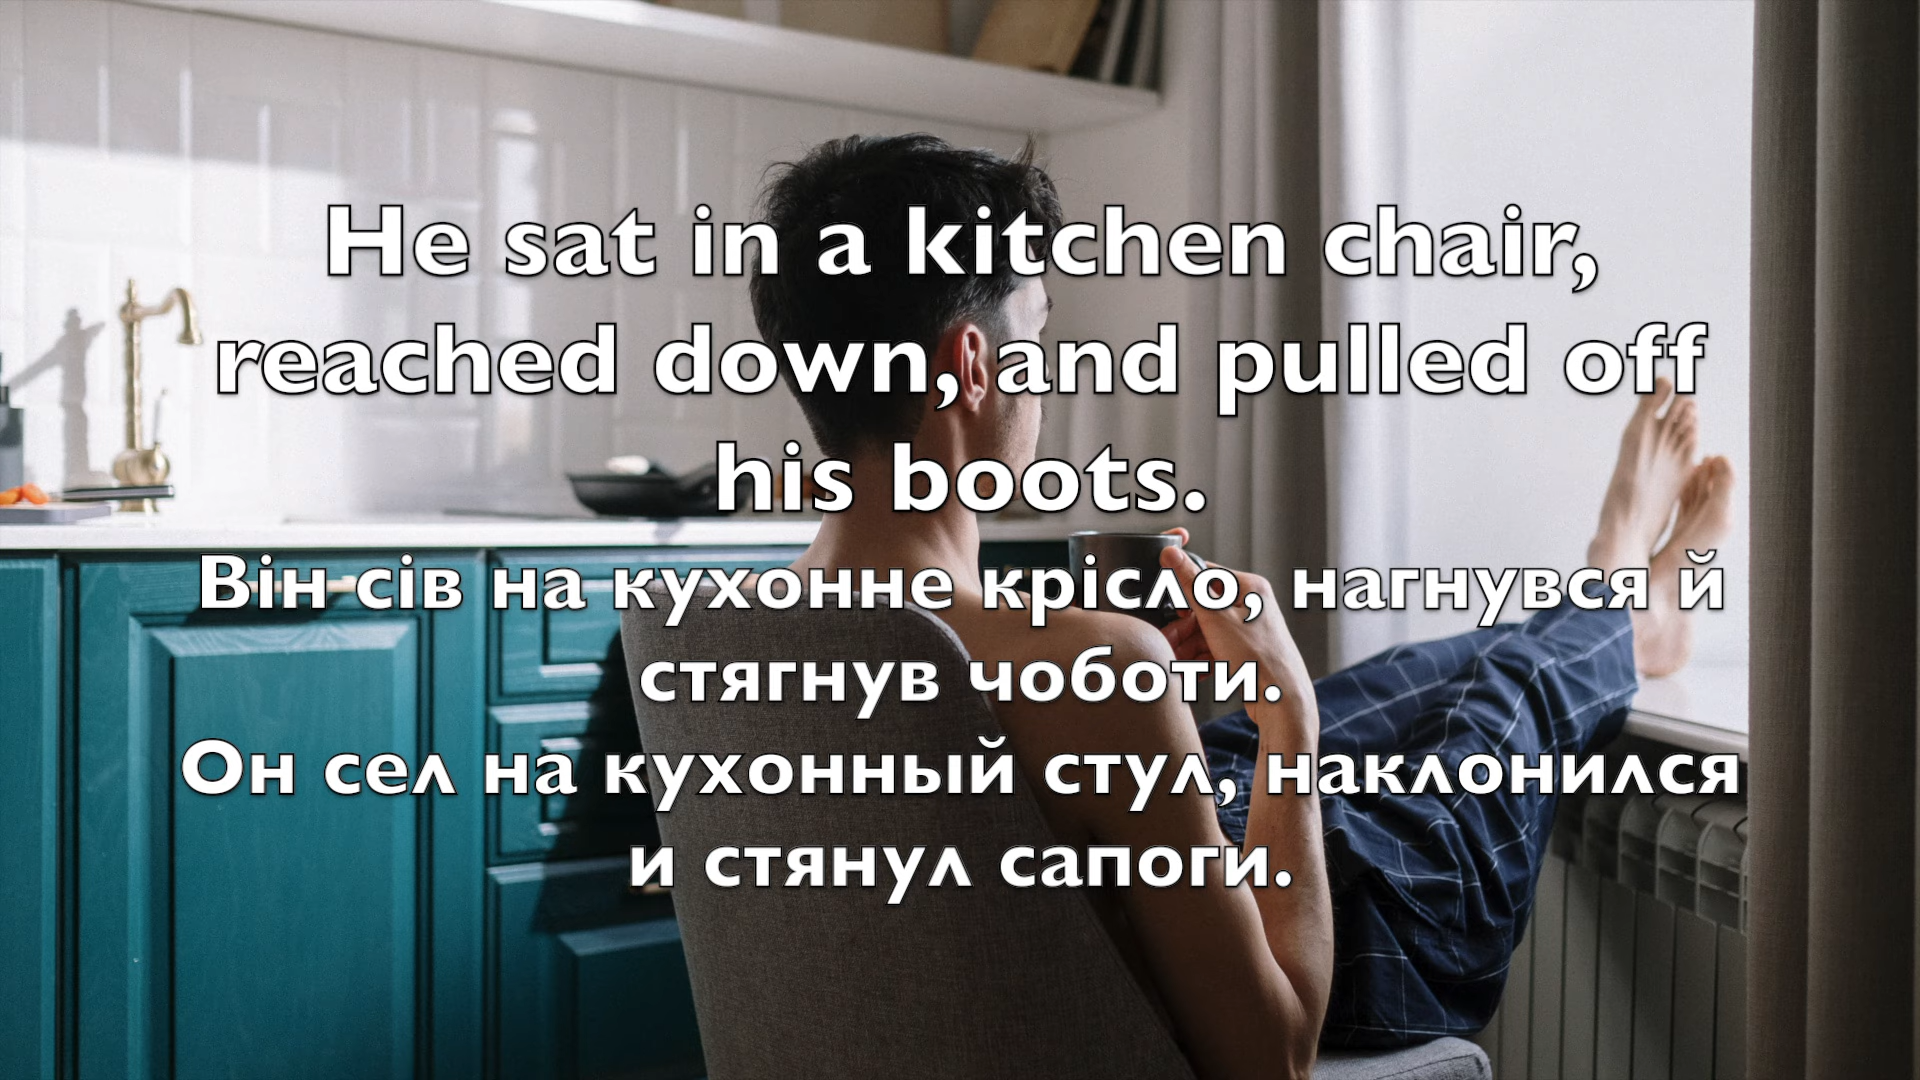 He sat in a kitchen chair,
reached down, and pulled off
his boots.
Він сів на кухонне крісло, нагнувся й
стягнув чоботи.
Он сел на кухонный стул, наклонился
и стянул сапоги.